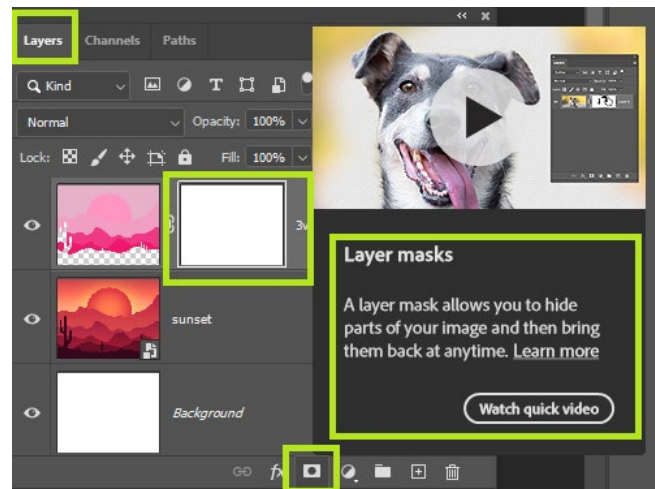 Layers Channels Paths
Kind
Normal Opacity: 100%
Lock: Fill: 100%
sunset
Background
fx
Layer masks
A layer mask allows you to hide
parts of your image and then bring
them back at anytime. Learn more
Watch quick video